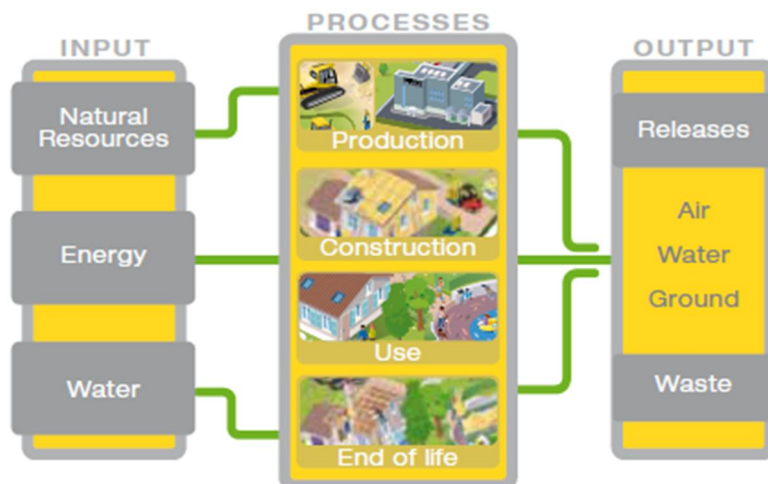 INPUT
Natural
Resources
Energy
Water
PROCESSES
Production
Construction
Use
End of life
OUTPUT
Releases
Air
Water
Ground
Waste